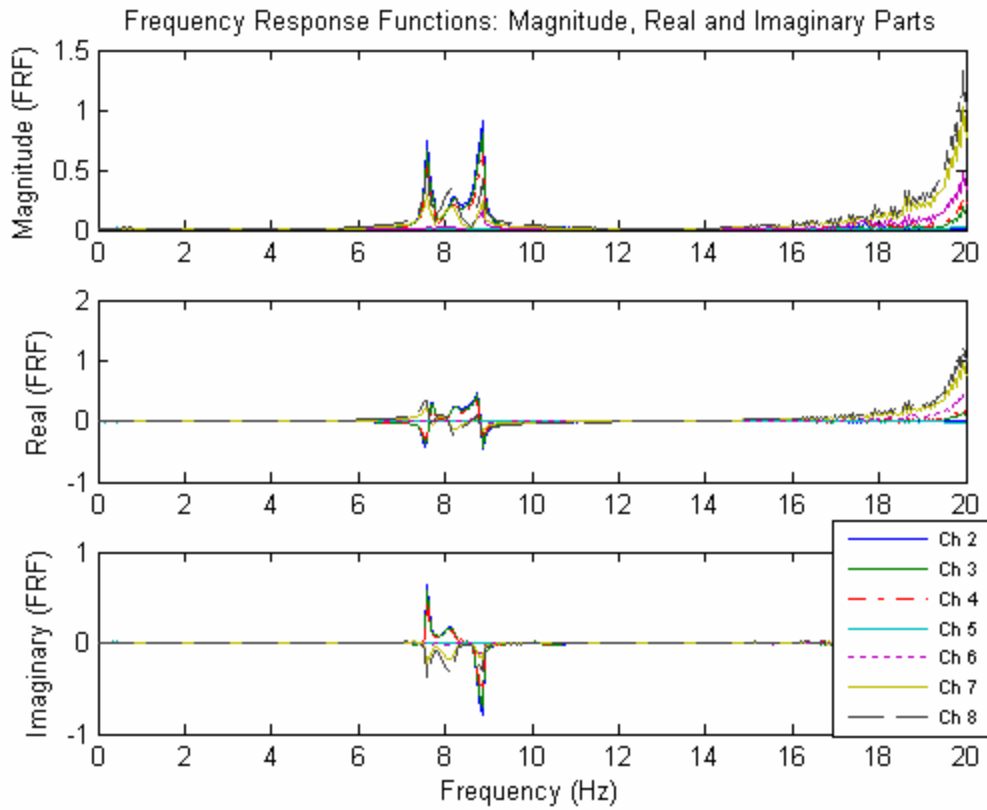 Frequency Response Functions: Magnitude, Real and Imaginary Parts
Magnitude (FRF)
1.5
1
0.5
0
0 2 4 6 8 10 12 14 16 18 20
Real (FRF)
2
1
0
-1
0 2 4 6 8 10 12 14 16 18 20
Imaginary (FRF)
1
0
-1
0 2 4 6 8 10 12 14 16 18 20
Frequency (Hz)
Ch 2
Ch 3
Ch 4
Ch 5
Ch 6
Ch 7
Ch 8